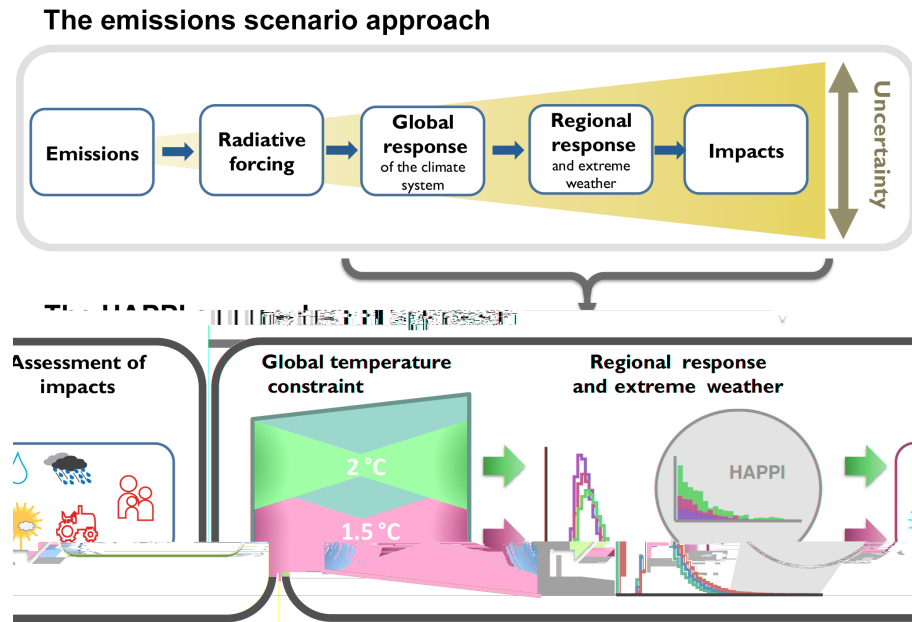 The emissions scenario approach
Emissions
Radiative
forcing
Global
response
of the climate
system
Regional
response
and extreme
weather
Impacts
Uncertainty
Assessment of
impacts
Global temperature
constraint
2 °C
1.5 °C
Regional response
and extreme weather
HAPPI